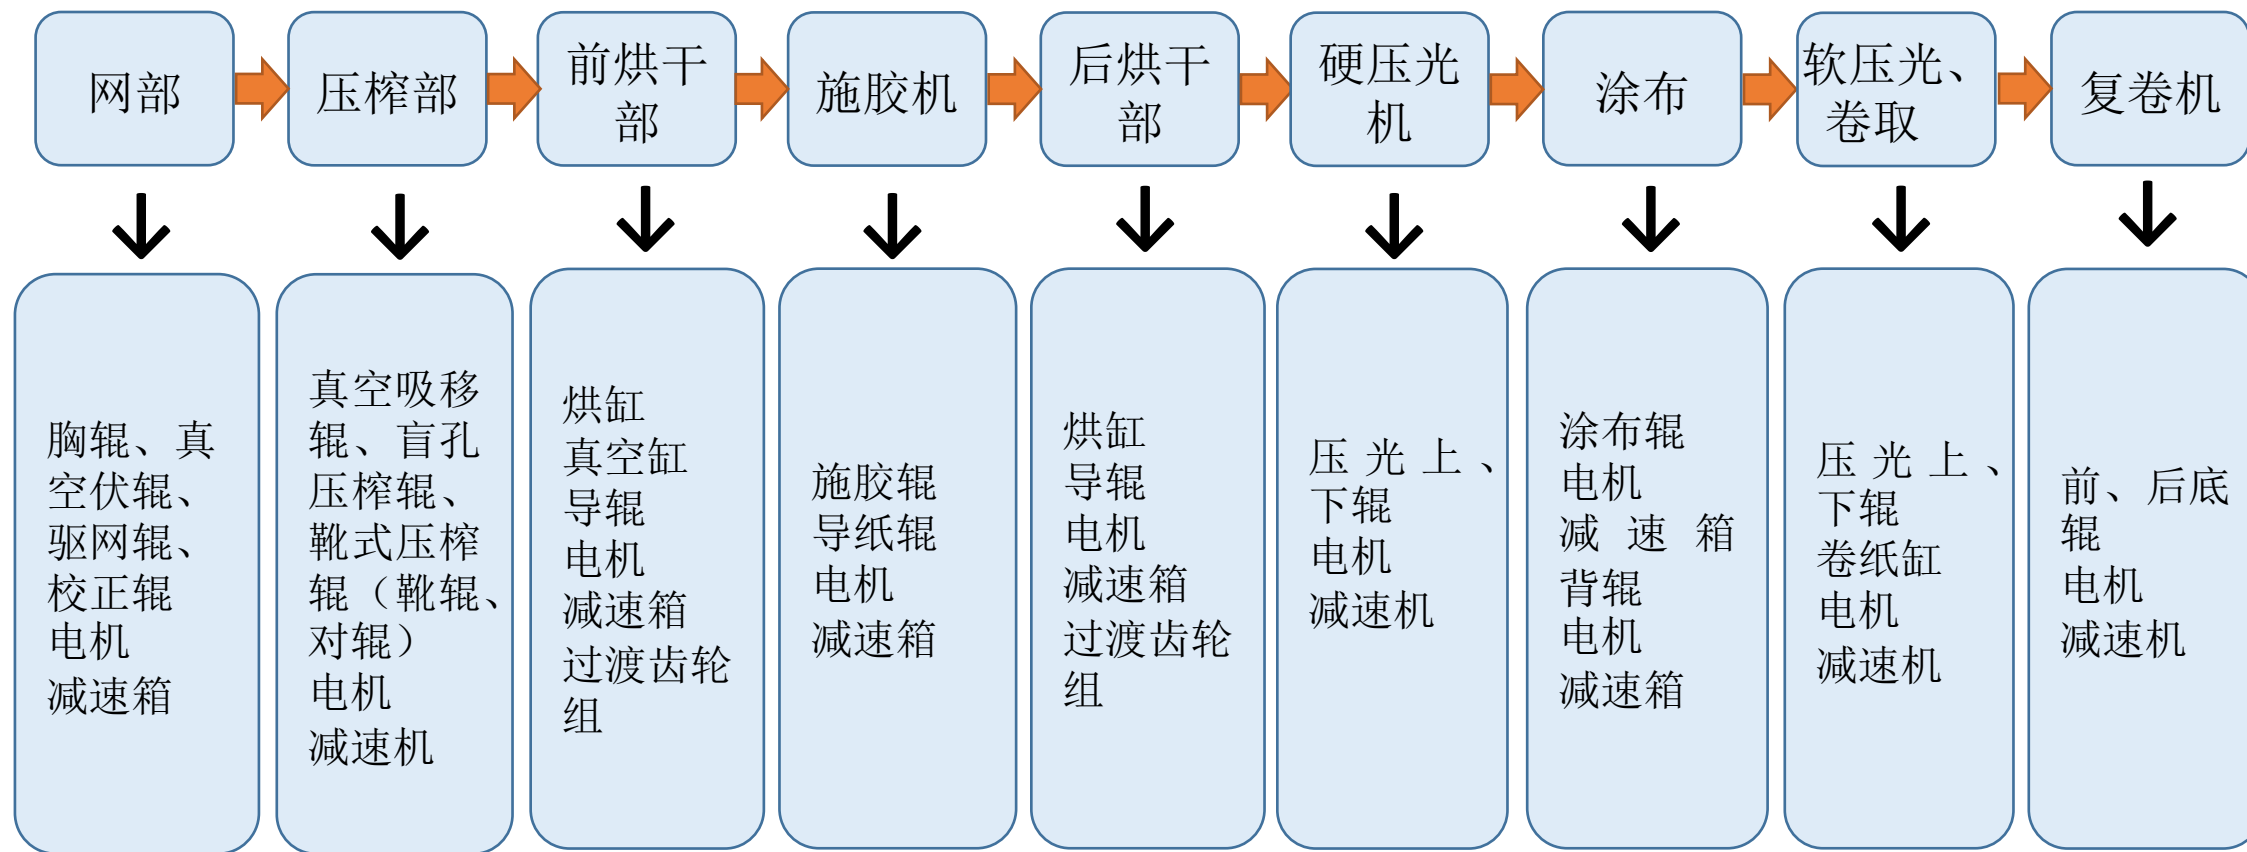 网部
压榨部
前烘干
部
施胶机
后烘干
部
硬压光
机
涂布
软压光、
卷取
复卷机
胸辊、真
空伏辊、
驱网辊、
校正辊
电机
减速箱
真空吸移
辊、盲孔
压榨辊、
靴式压榨
辊（靴辊、
对辊）
电机
减速机
烘缸
真空缸
导辊
电机
减速箱
过渡齿轮
组
施胶辊
导纸辊
电机
减速箱
烘缸
导辊
电机
减速箱
过渡齿轮
组
压光上、
下辊
电机
减速机
涂布辊
电机
减速箱
背辊
电机
减速箱
压光上、
下辊
卷纸缸
电机
减速机
前、后底
辊
电机
减速机